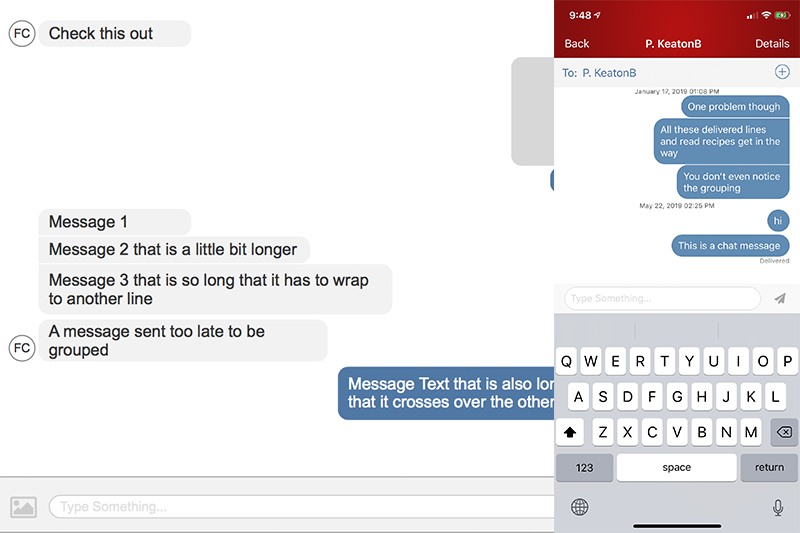 FC
Check this out
Message 1
Message 2 that is a little bit longer
Message 3 that is so long that it has to wrap
to another line
FC
A message sent too late to be
grouped
Message Text that is also lon
that it crosses over the other
Type Something...
9:48
Back
P. KeatonB
Details
To: P. KeatonB
January 17, 2019 01:08 PM
One problem though
All these delivered lines
and read recipes get in the
way
You don't even notice
the grouping
May 22, 2019 02:25 PM
hi
This is a chat message
Delivered
Type Something...
Q W E R T Y U I O P
A S D F G H J K L
Z X C V B N M
123
space
return